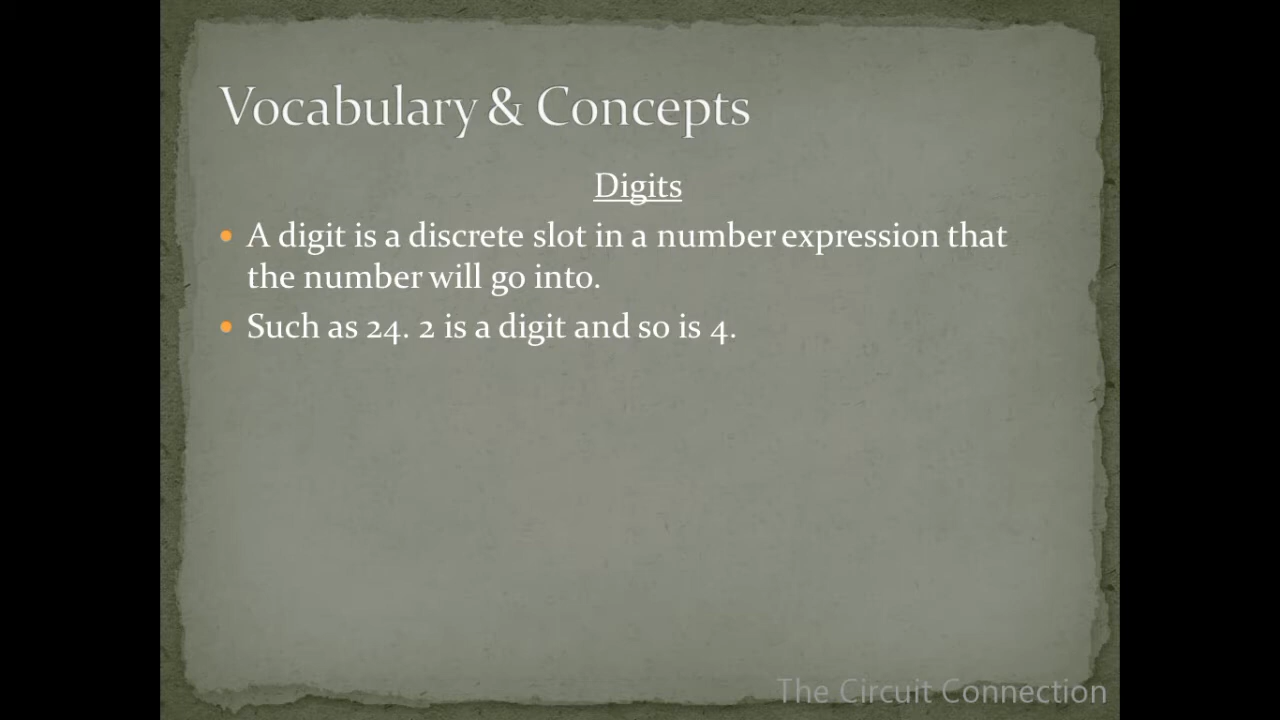 Vocabulary & Concepts
Digits
• A digit is a discrete slot in a number expression that
the number will go into.
• Such as 24. 2 is a digit and so is 4.
The Circuit Connection